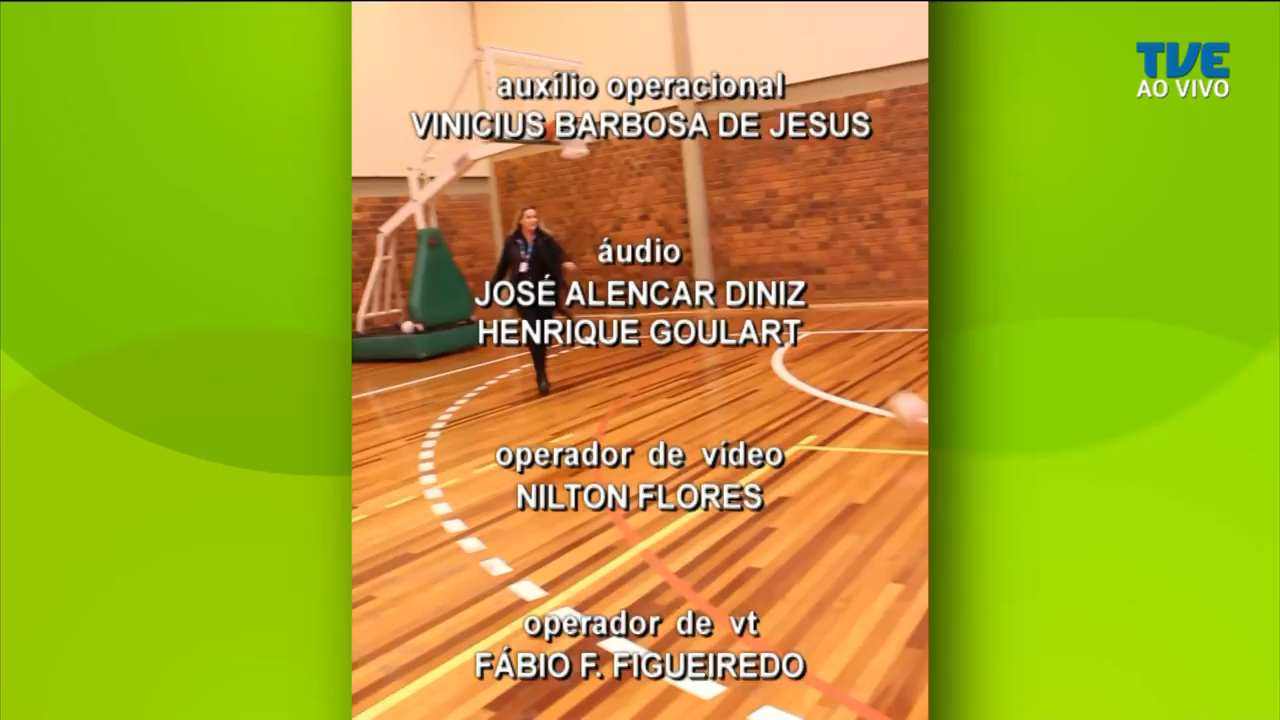 TVE
AO VIVO
auxílio operacional
VINICIUS BARBOSA DE JESUS
áudio
JOSÉ ALENCAR DINIZ
HENRIQUE GOULART
operador de vídeo
NILTON FLORES
operador de vt
FÁBIO F. FIGUEIREDO